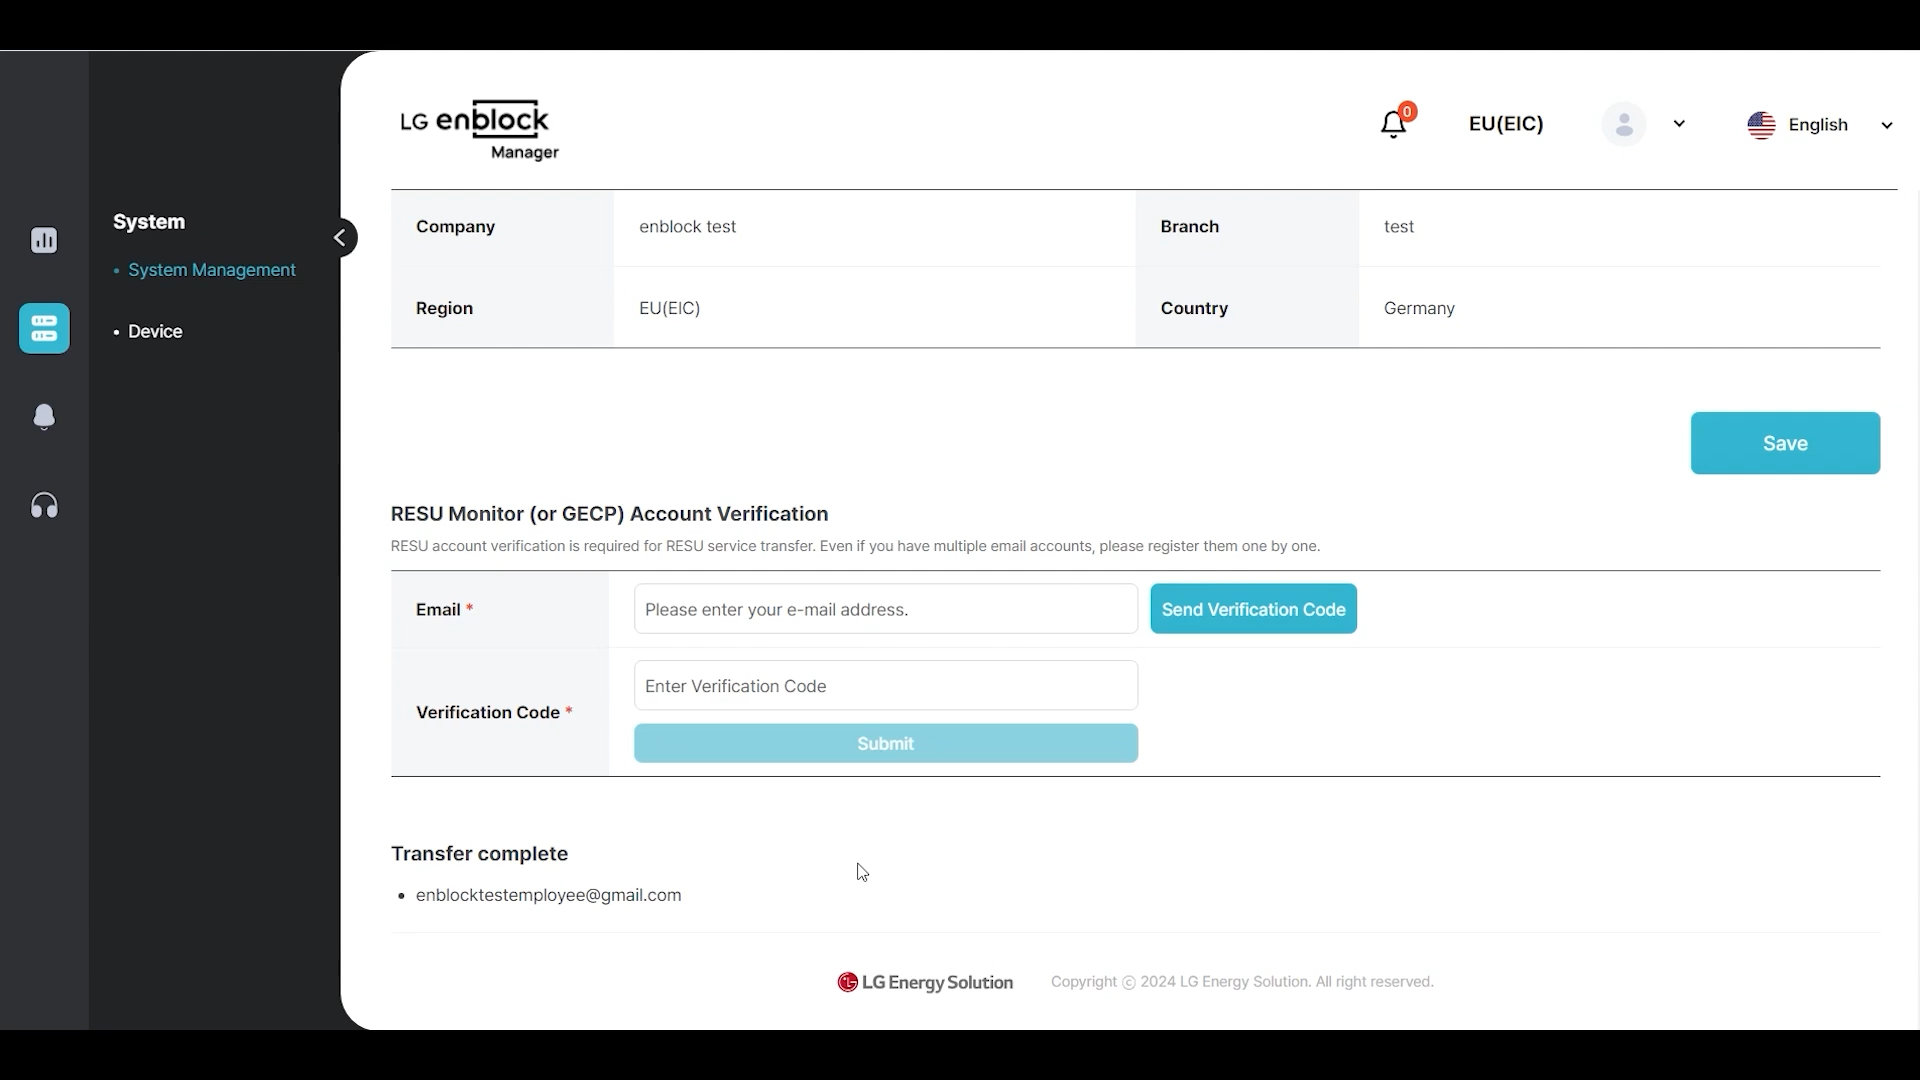 LG enblock
Manager
0
EU(EIC)
English
System
• System Management
• Device
Company
enblock test
Branch
test
Region
EU(EIC)
Country
Germany
Save
RESU Monitor (or GECP) Account Verification
RESU account verification is required for RESU service transfer. Even if you have multiple email accounts, please register them one by one.
Email *
Please enter your e-mail address.
Send Verification Code
Verification Code *
Enter Verification Code
Submit
Transfer complete
• enblocktestemployee@gmail.com
LG Energy Solution
Copyright ⓒ 2024 LG Energy Solution. All right reserved.